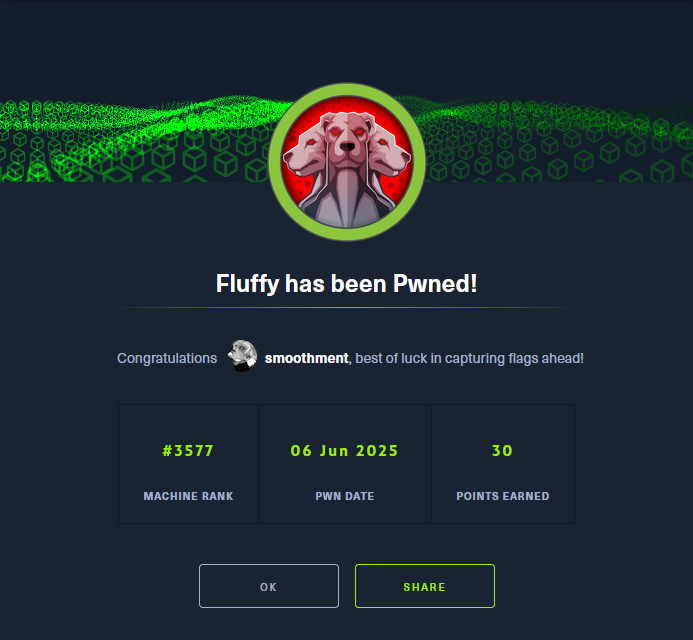 Fluffy has been Pwned!
Congratulations smoothment, best of luck in capturing flags ahead!
#3577 06 Jun 2025 30
MACHINE RANK PWN DATE POINTS EARNED
OK SHARE